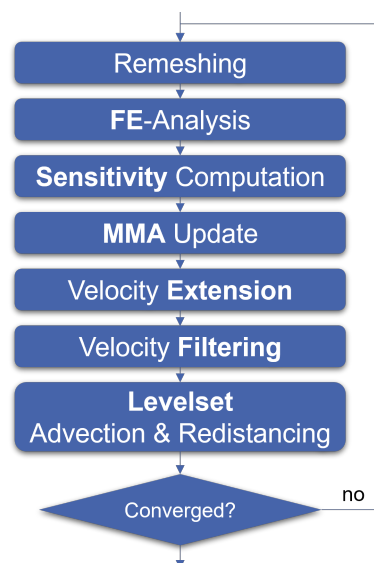 Remeshing
FE-Analysis
Sensitivity Computation
MMA Update
Velocity Extension
Velocity Filtering
Levelset
Advection & Redistancing
Converged?
no